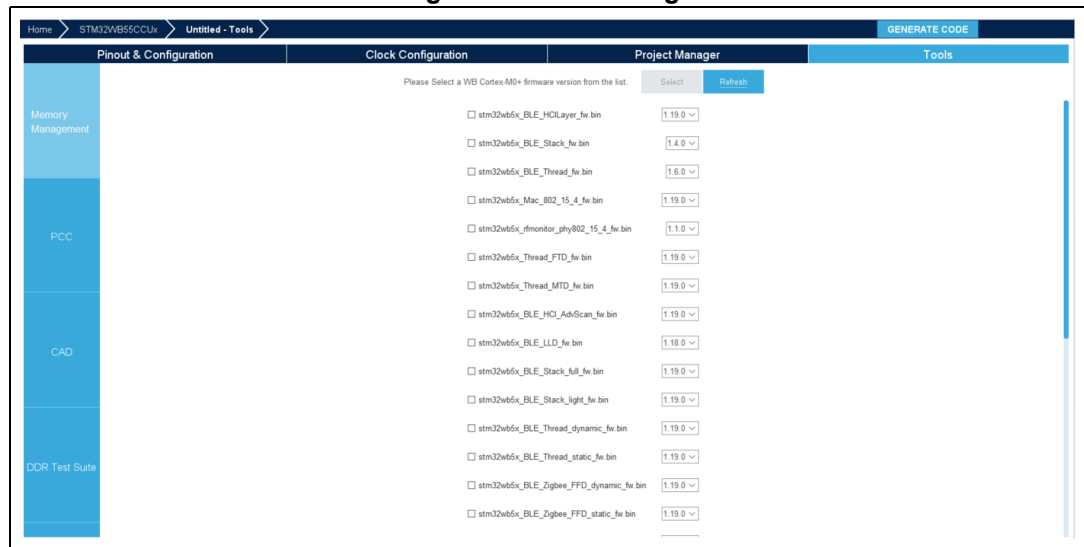 Home STM32WB55CCUx Untitled - Tools GENERATE CODE
Pinout & Configuration Clock Configuration Project Manager Tools
Please Select a WB Cortex-M0+ firmware version from the list. Select Refresh
Memory
Management
stm32wb5x_BLE_HCILayer_fw.bin 1.19.0
stm32wb5x_BLE_Stack_fw.bin 1.4.0
stm32wb5x_BLE_Thread_fw.bin 1.6.0
stm32wb5x_Mac_802_15_4_fw.bin 1.19.0
PCC
stm32wb5x_rfmonitor_phy802_15_4_fw.bin 1.1.0
stm32wb5x_Thread_FTD_fw.bin 1.19.0
stm32wb5x_Thread_MTD_fw.bin 1.19.0
stm32wb5x_BLE_HCI_AdvScan_fw.bin 1.19.0
CAD
stm32wb5x_BLE_LLD_fw.bin 1.18.0
stm32wb5x_BLE_Stack_full_fw.bin 1.19.0
stm32wb5x_BLE_Stack_light_fw.bin 1.19.0
stm32wb5x_BLE_Thread_dynamic_fw.bin 1.19.0
DDR Test Suite
stm32wb5x_BLE_Thread_static_fw.bin 1.19.0
stm32wb5x_BLE_Zigbee_FFD_dynamic_fw.bin 1.19.0
stm32wb5x_BLE_Zigbee_FFD_static_fw.bin 1.19.0